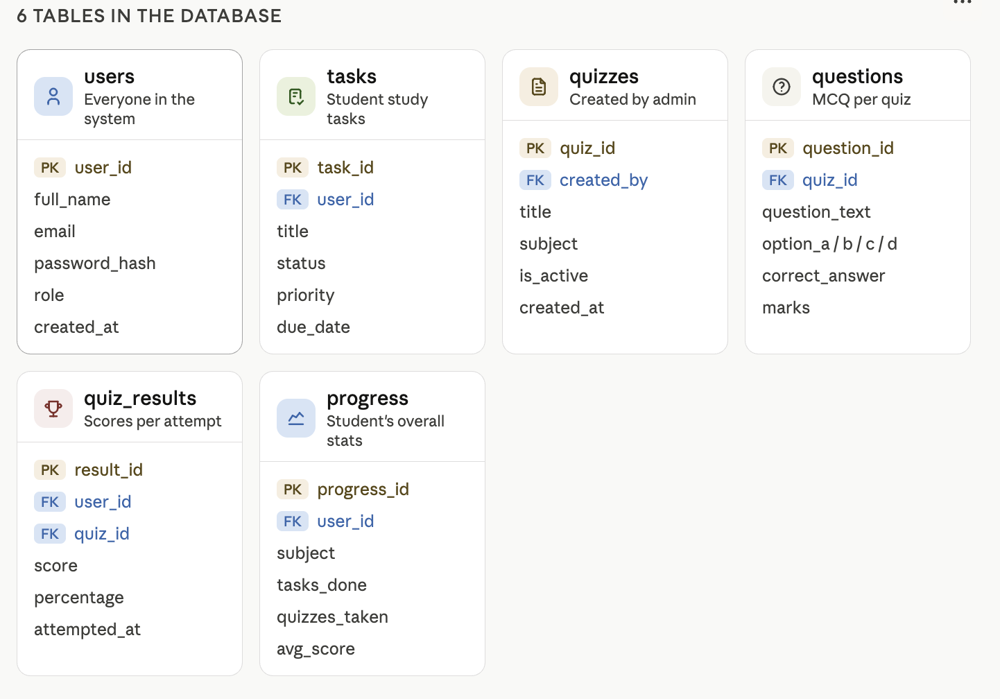 6 TABLES IN THE DATABASE
users
Everyone in the
system
PK user_id
full_name
email
password_hash
role
created_at
tasks
Student study
tasks
PK task_id
FK user_id
title
status
priority
due_date
quizzes
Created by admin
PK quiz_id
FK created_by
title
subject
is_active
created_at
questions
MCQ per quiz
PK question_id
FK quiz_id
question_text
option_a / b / c / d
correct_answer
marks
quiz_results
Scores per attempt
PK result_id
FK user_id
FK quiz_id
score
percentage
attempted_at
progress
Student's overall
stats
PK progress_id
FK user_id
subject
tasks_done
quizzes_taken
avg_score